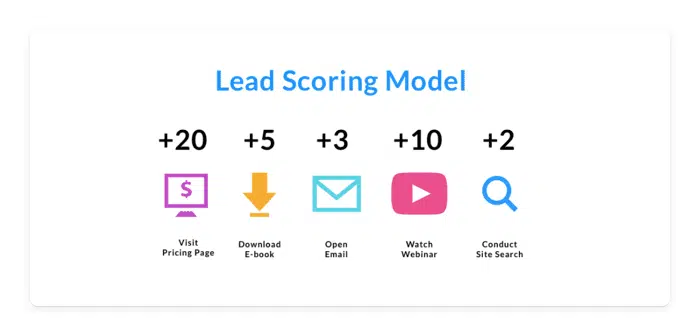 Lead Scoring Model
+20 +5 +3 +10 +2
$
Visit Download Open Watch Conduct
Pricing Page E-book Email Webinar Site Search